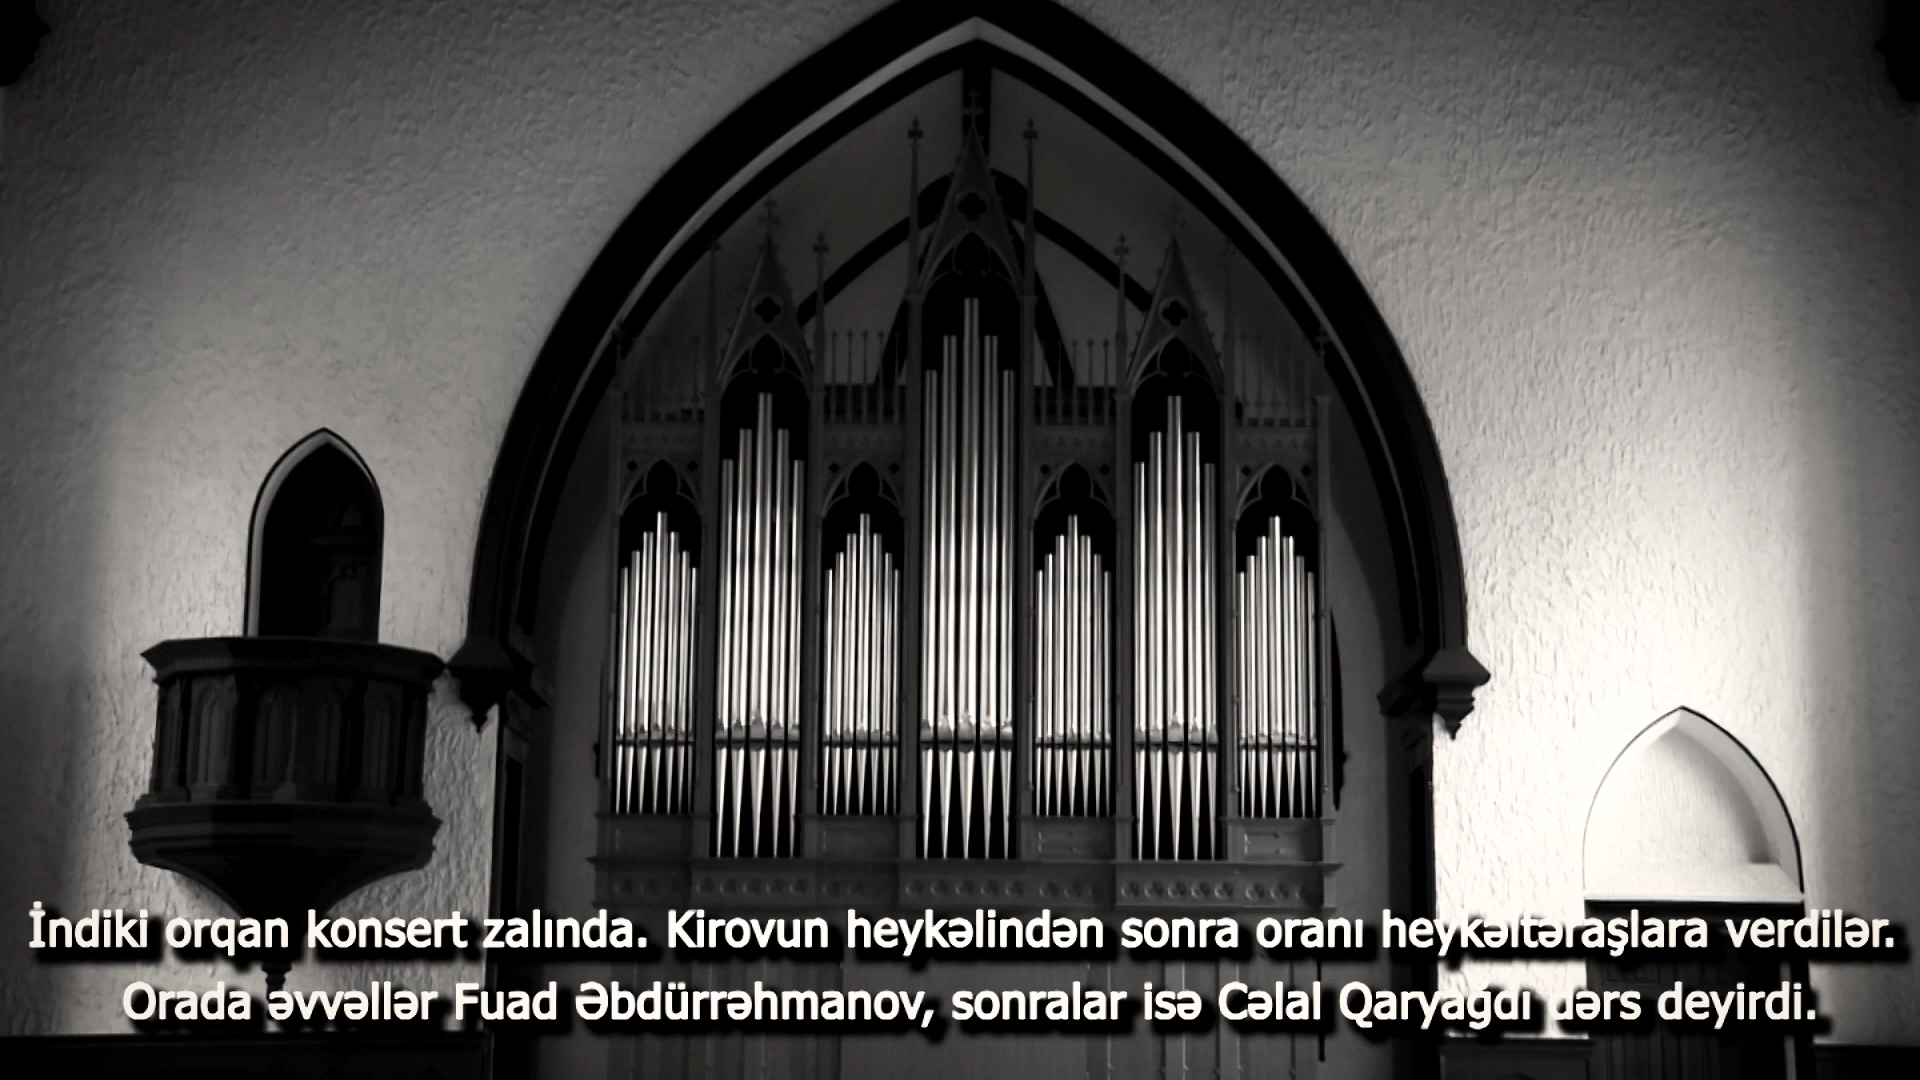 İndiki orqan konsert zalında. Kirovun heykəlindən sonra oranı heykəltəraşlara verdilər.
Orada əvvəllər Fuad Əbdürrəhmanov, sonralar isə Cəlal Qaryağdı dərs deyirdi.